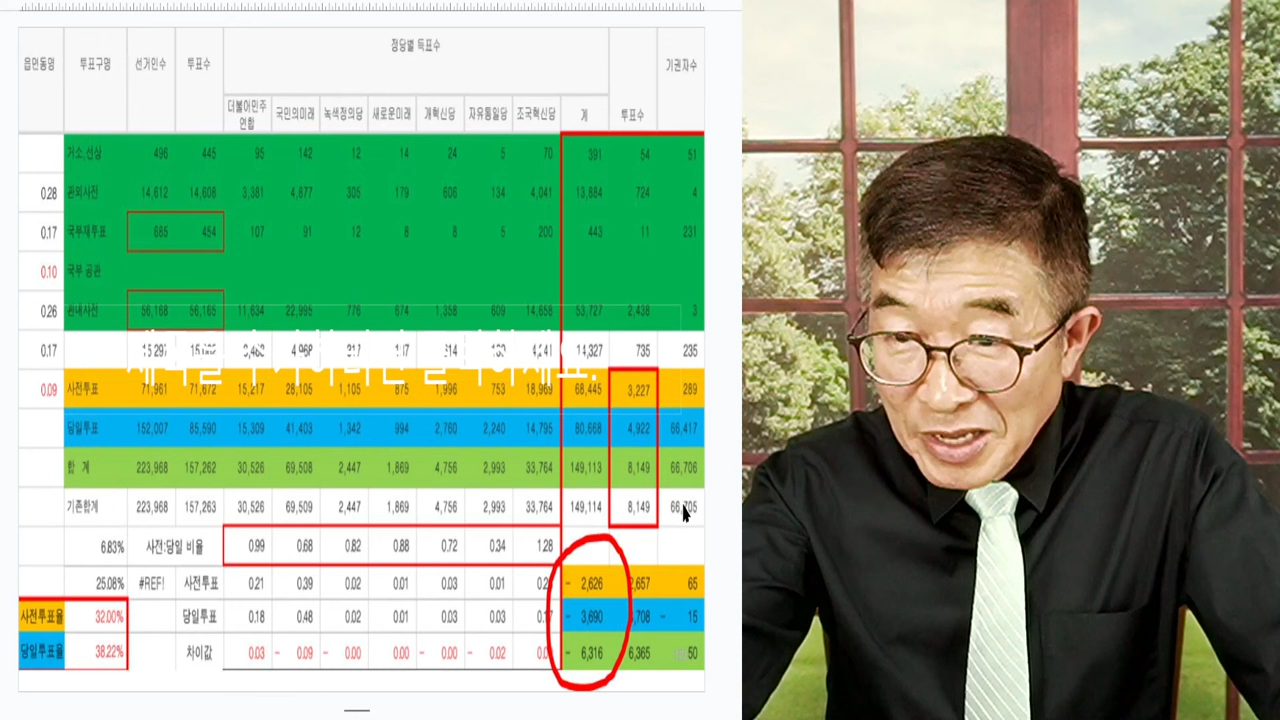 정당별 득표수
읍면동명 투표구명 선거인수 투표수 기권자수
더불어민주연합 국민의미래 녹색정의당 새로운미래 개혁신당 자유통일당 조국혁신당 계 투표수
거소,선상 496 445 95 142 12 14 24 5 70 391 54 51
0.28 관외사전 14,612 14,608 3,381 4,877 305 179 606 134 4,041 13,884 724 4
0.17 국부재투표 685 454 107 91 12 8 8 5 200 443 11 231
0.10 국부 공관
0.26 관내사전 56,168 56,165 11,634 22,995 776 674 1,358 609 14,658 53,727 2,438 3
0.17 14,327 735 235
0.09 사전투표 71,961 71,672 15,217 28,105 1,105 875 1,996 753 18,969 68,445 3,227 289
당일투표 152,007 85,590 15,309 41,403 1,342 994 2,760 2,240 14,795 80,668 4,922 66,417
합 계 223,968 157,262 30,526 69,508 2,447 1,869 4,756 2,993 33,764 149,113 8,149 66,706
기존합계 223,968 157,263 30,526 69,509 2,447 1,869 4,756 2,993 33,764 149,114 8,149
6.83% 사전:당일 비율 0.99 0.68 0.82 0.88 0.72 0.34 1.28
25.08% #REF! 사전투표 0.21 0.39 0.02 0.01 0.03 0.01 - 2,626 2,657 65
사전투표율 32.00% 당일투표 0.18 0.48 0.02 0.01 0.03 0.03 0.17 - 3,690 - 15
당일투표율 38.22% 차이값 0.03 - 0.09 - 0.00 0.00 - 0.00 - 0.02 - 6,316 6,365 50